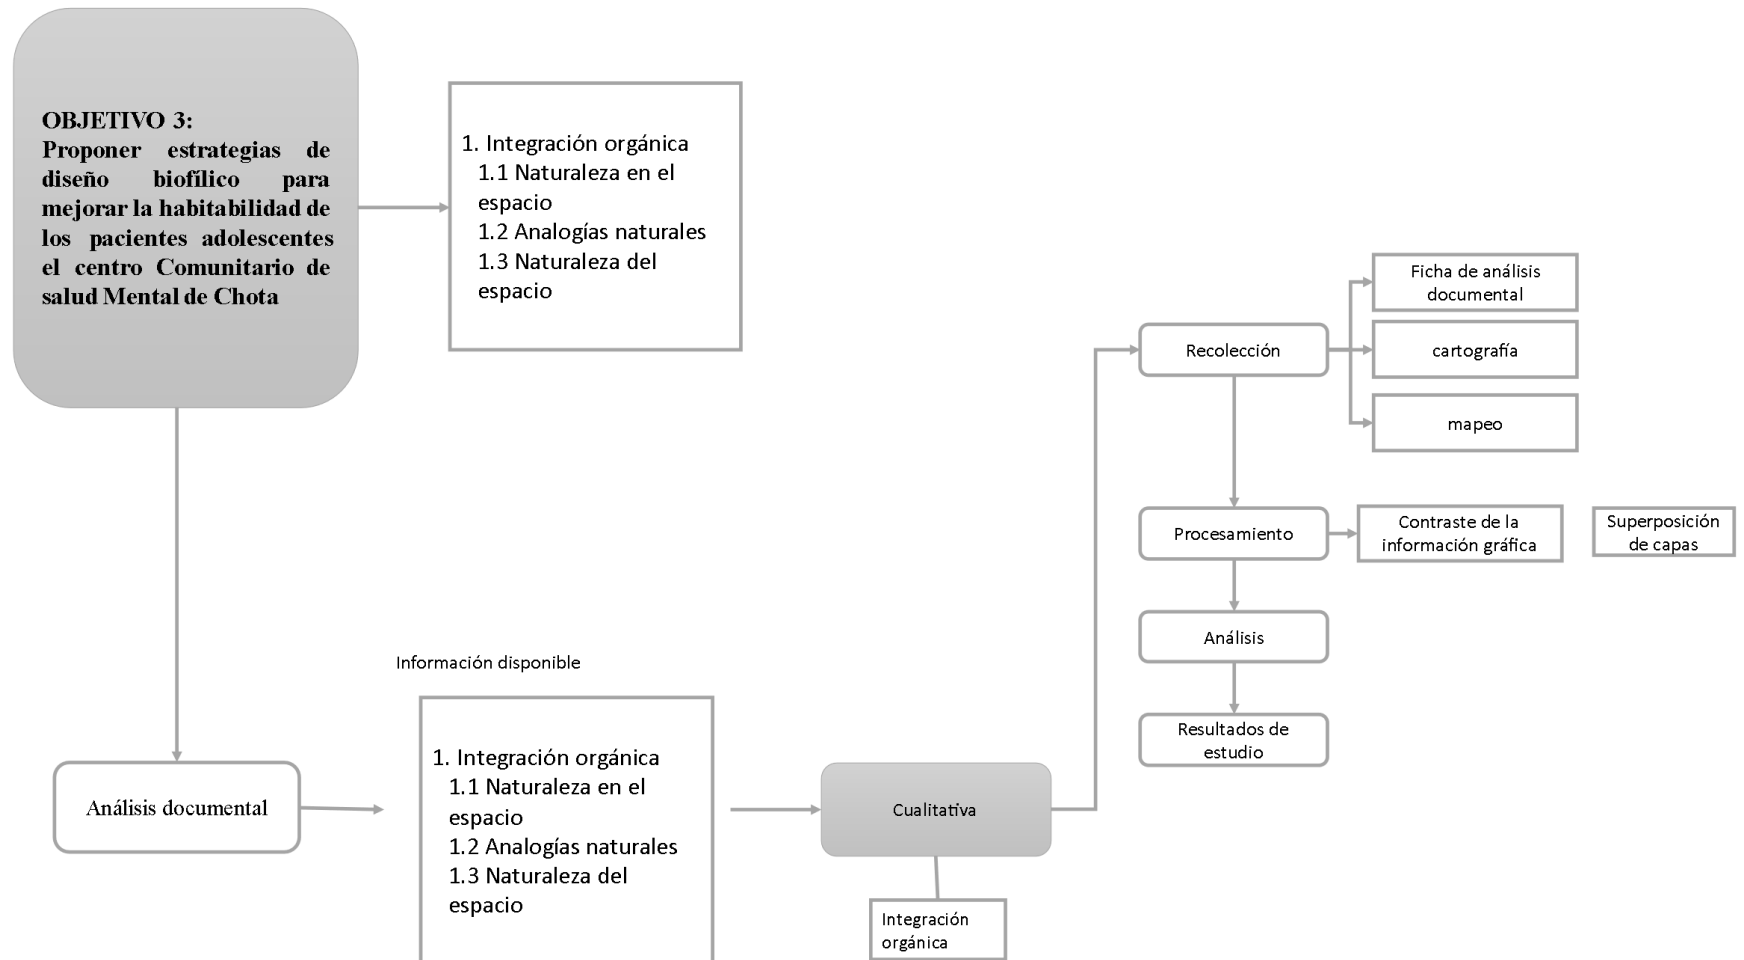 OBJETIVO 3:
Proponer estrategias de
diseño biofílico para
mejorar la habitabilidad de
los pacientes adolescentes
el centro Comunitario de
salud Mental de Chota
1. Integración orgánica
1.1 Naturaleza en el
espacio
1.2 Analogías naturales
1.3 Naturaleza del
espacio
Ficha de análisis
documental
Recolección
cartografía
mapeo
Procesamiento
Contraste de la
información gráfica
Superposición
de capas
Análisis
Resultados de
estudio
Información disponible
Análisis documental
1. Integración orgánica
1.1 Naturaleza en el
espacio
1.2 Analogías naturales
1.3 Naturaleza del
espacio
Cualitativa
Integración
orgánica